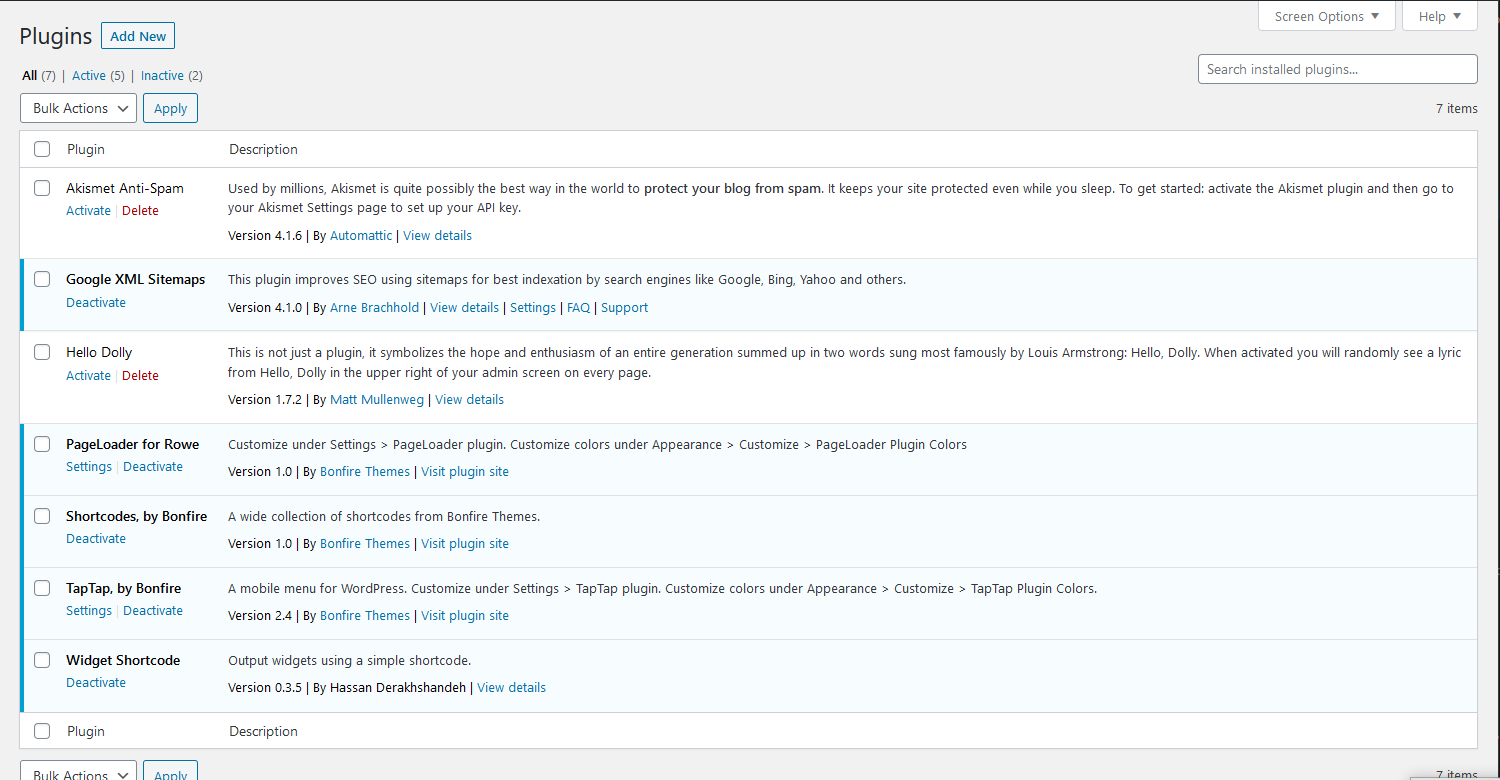 Screen Options ▼ Help ▼
Plugins Add New
All (7) | Active (5) | Inactive (2)
Search installed plugins...
Bulk Actions Apply
7 items
Plugin Description
Akismet Anti-Spam
Activate | Delete
Used by millions, Akismet is quite possibly the best way in the world to protect your blog from spam. It keeps your site protected even while you sleep. To get started: activate the Akismet plugin and then go to
your Akismet Settings page to set up your API key.
Version 4.1.6 | By Automattic | View details
Google XML Sitemaps
Deactivate
This plugin improves SEO using sitemaps for best indexation by search engines like Google, Bing, Yahoo and others.
Version 4.1.0 | By Arne Brachhold | View details | Settings | FAQ | Support
Hello Dolly
Activate | Delete
This is not just a plugin, it symbolizes the hope and enthusiasm of an entire generation summed up in two words sung most famously by Louis Armstrong: Hello, Dolly. When activated you will randomly see a lyric
from Hello, Dolly in the upper right of your admin screen on every page.
Version 1.7.2 | By Matt Mullenweg | View details
PageLoader for Rowe
Settings | Deactivate
Customize under Settings > PageLoader plugin. Customize colors under Appearance > Customize > PageLoader Plugin Colors
Version 1.0 | By Bonfire Themes | Visit plugin site
Shortcodes, by Bonfire
Deactivate
A wide collection of shortcodes from Bonfire Themes.
Version 1.0 | By Bonfire Themes | Visit plugin site
TapTap, by Bonfire
Settings | Deactivate
A mobile menu for WordPress. Customize under Settings > TapTap plugin. Customize colors under Appearance > Customize > TapTap Plugin Colors.
Version 2.4 | By Bonfire Themes | Visit plugin site
Widget Shortcode
Deactivate
Output widgets using a simple shortcode.
Version 0.3.5 | By Hassan Derakhshandeh | View details
Plugin Description
Bulk Actions Apply
7 items